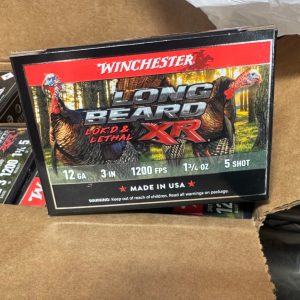 WINCHESTER
LONG
BEARD
LOK'D &
LETHAL
XR
12 GA 3 IN 1200 FPS 1 3/4 OZ 5 SHOT
★ MADE IN USA ★
WARNING: Keep out of reach of children. Read all warnings on package.